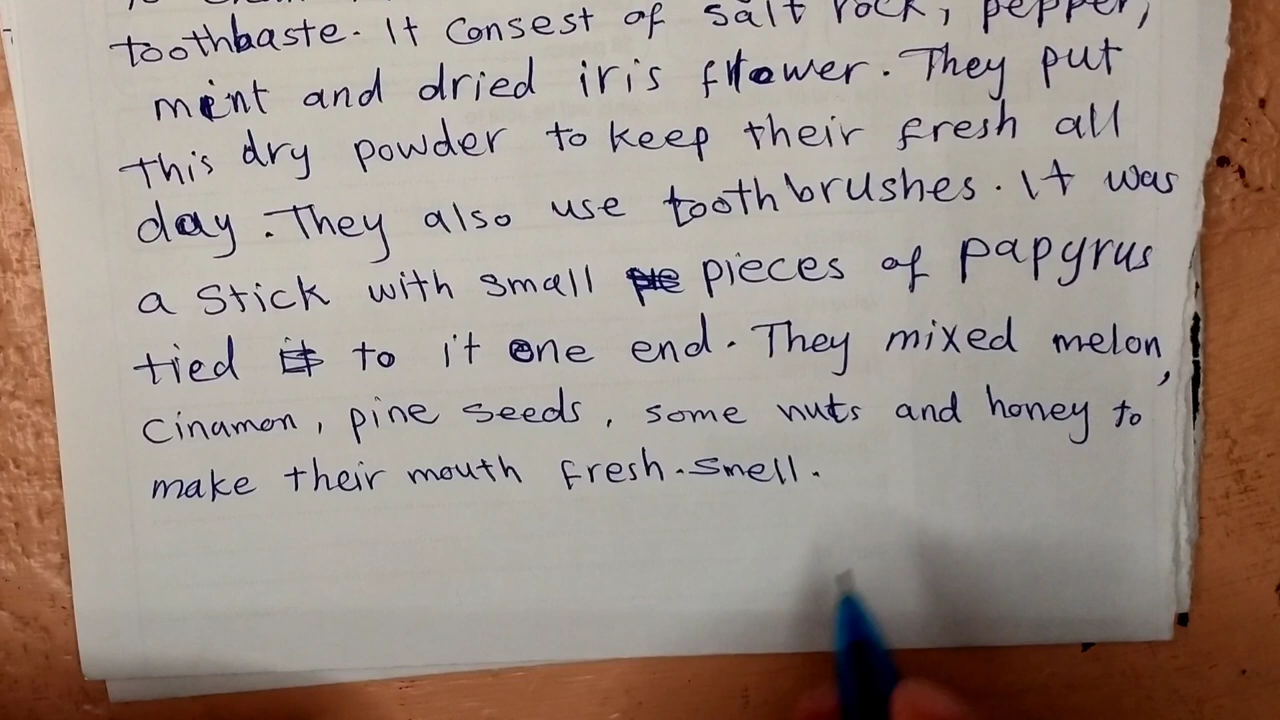 toothbaste. It Consest of salt rock, pepper,
mint and dried iris flower. They put
this dry powder to keep their fresh all
day. They also use toothbrushes. It was
a stick with small pieces of papyrus
tied to it one end. They mixed melon,
Cinamon, pine seeds, some nuts and honey to
make their mouth fresh.smell.